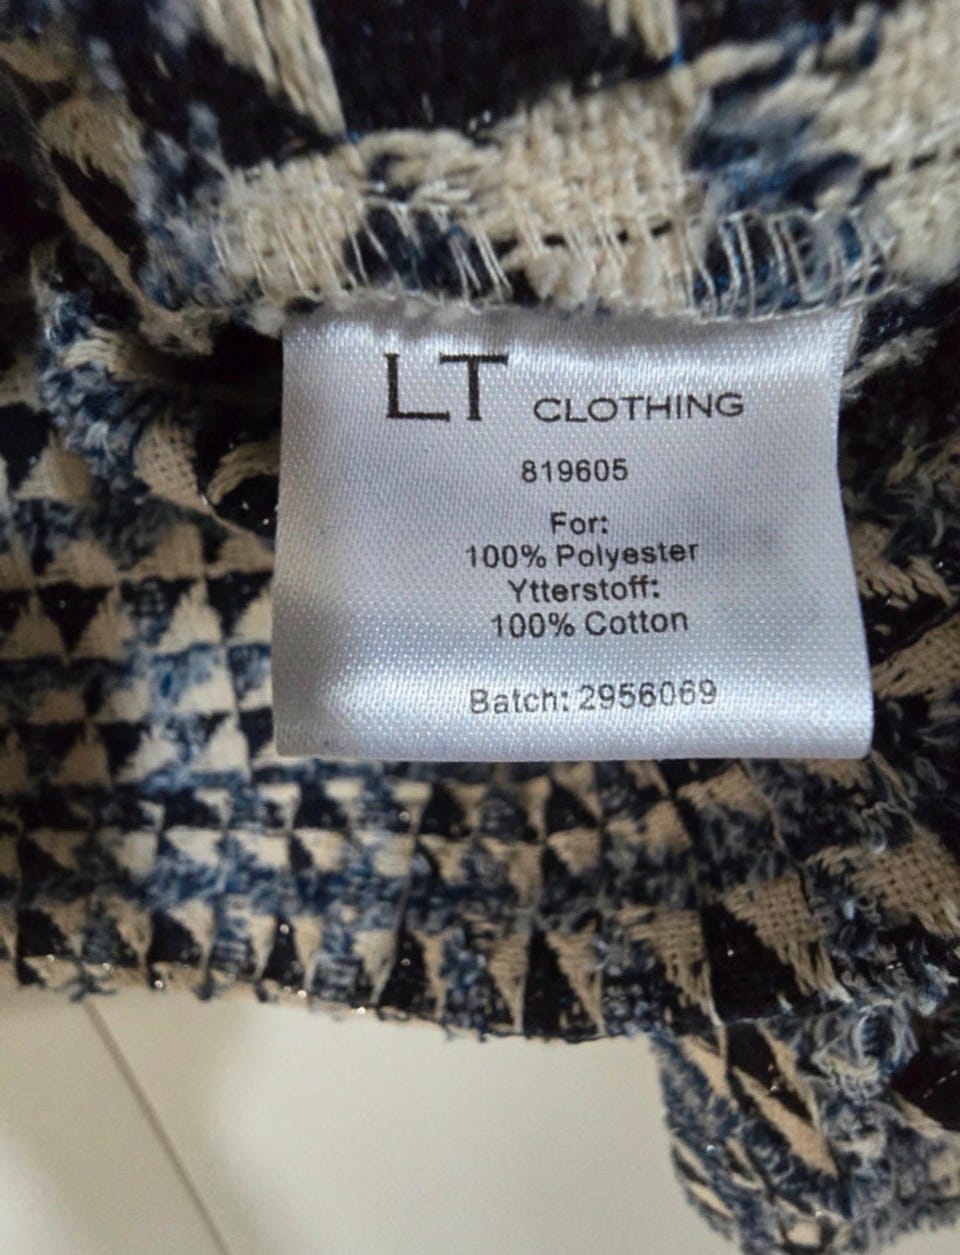 LT CLOTHING
819605
For:
100% Polyester
Ytterstoff:
100% Cotton
Batch: 2956069